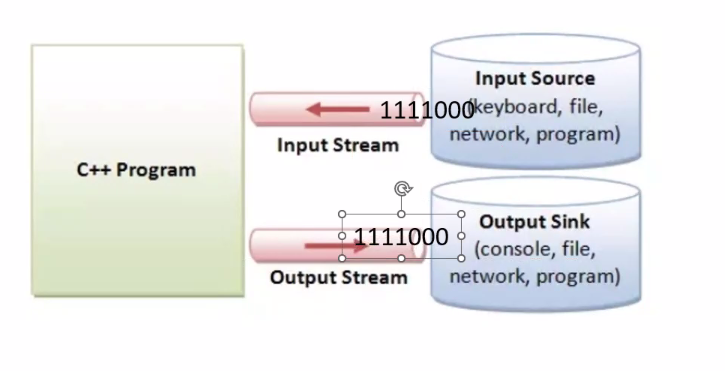 C++ Program
1111000
Input Stream
Input Source
(keyboard, file,
network, program)
1111000
Output Stream
Output Sink
(console, file,
network, program)